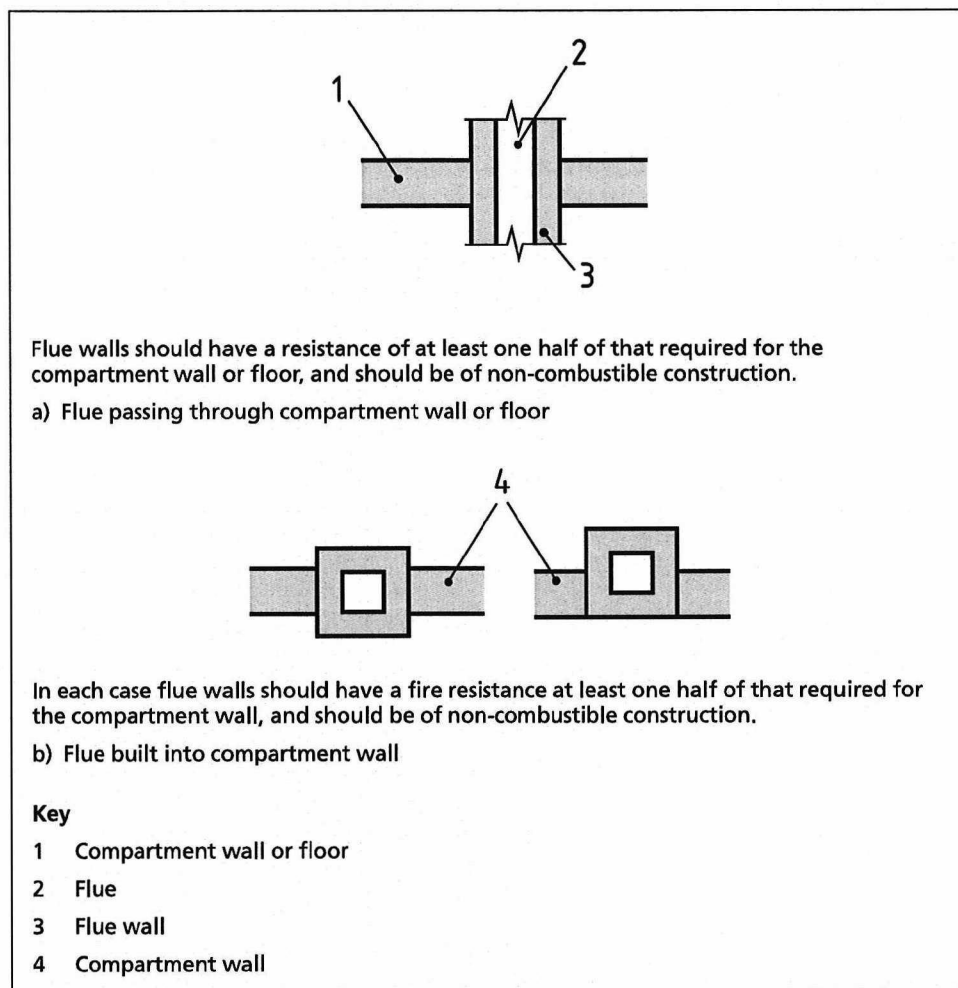 1
2
3
Flue walls should have a resistance of at least one half of that required for the
compartment wall or floor, and should be of non-combustible construction.
a) Flue passing through compartment wall or floor
4
In each case flue walls should have a fire resistance at least one half of that required for
the compartment wall, and should be of non-combustible construction.
b) Flue built into compartment wall
Key
1 Compartment wall or floor
2 Flue
3 Flue wall
4 Compartment wall